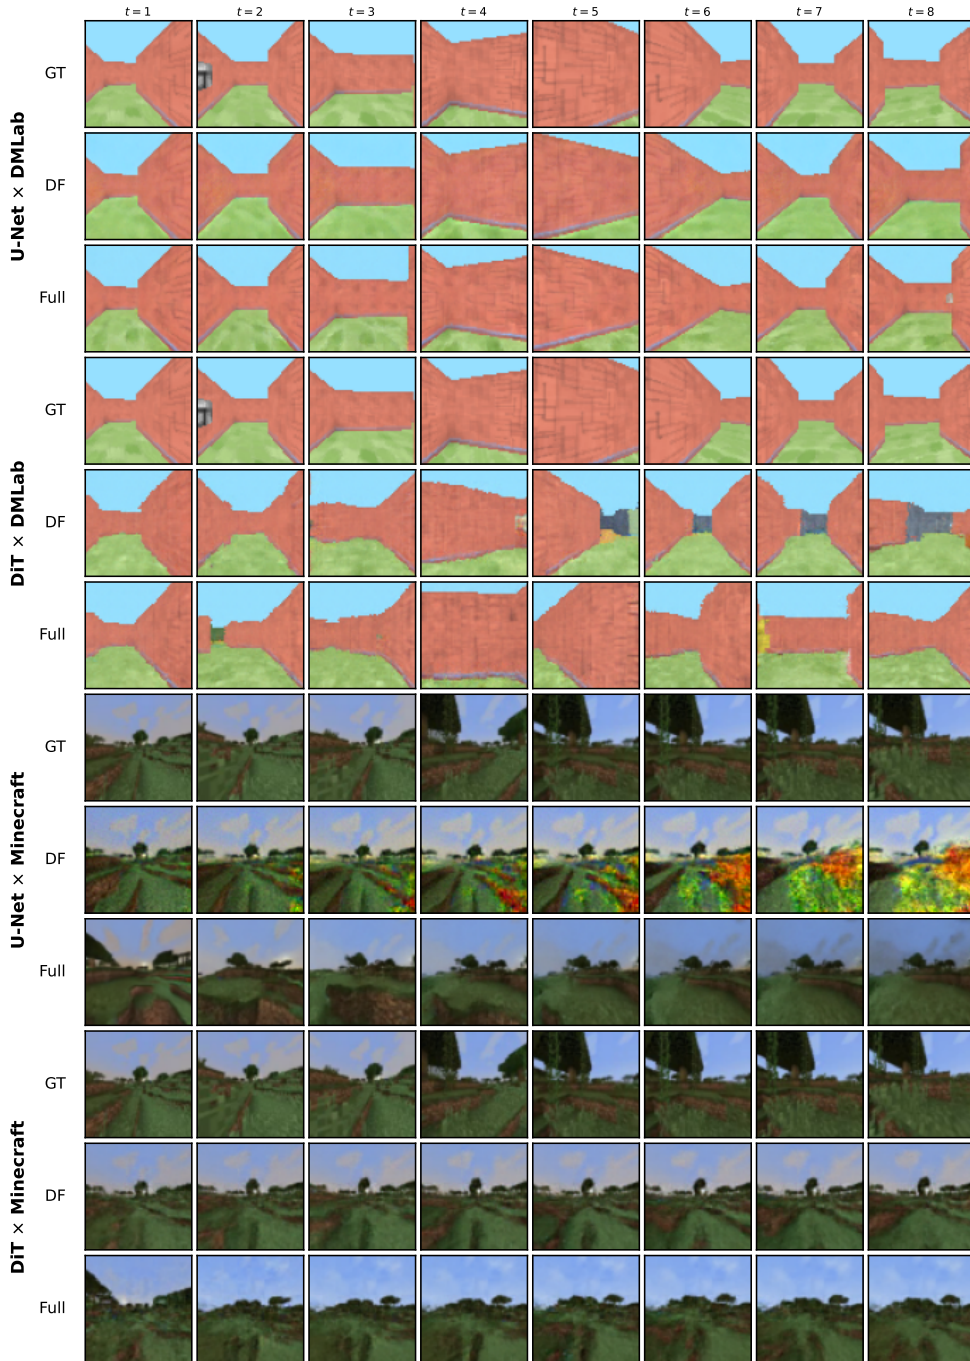 t = 1 t = 2 t = 3 t = 4 t = 5 t = 6 t = 7 t = 8
U-Net × DMLab
GT
DF
Full
DiT × DMLab
GT
DF
Full
U-Net × Minecraft
GT
DF
Full
DiT × Minecraft
GT
DF
Full